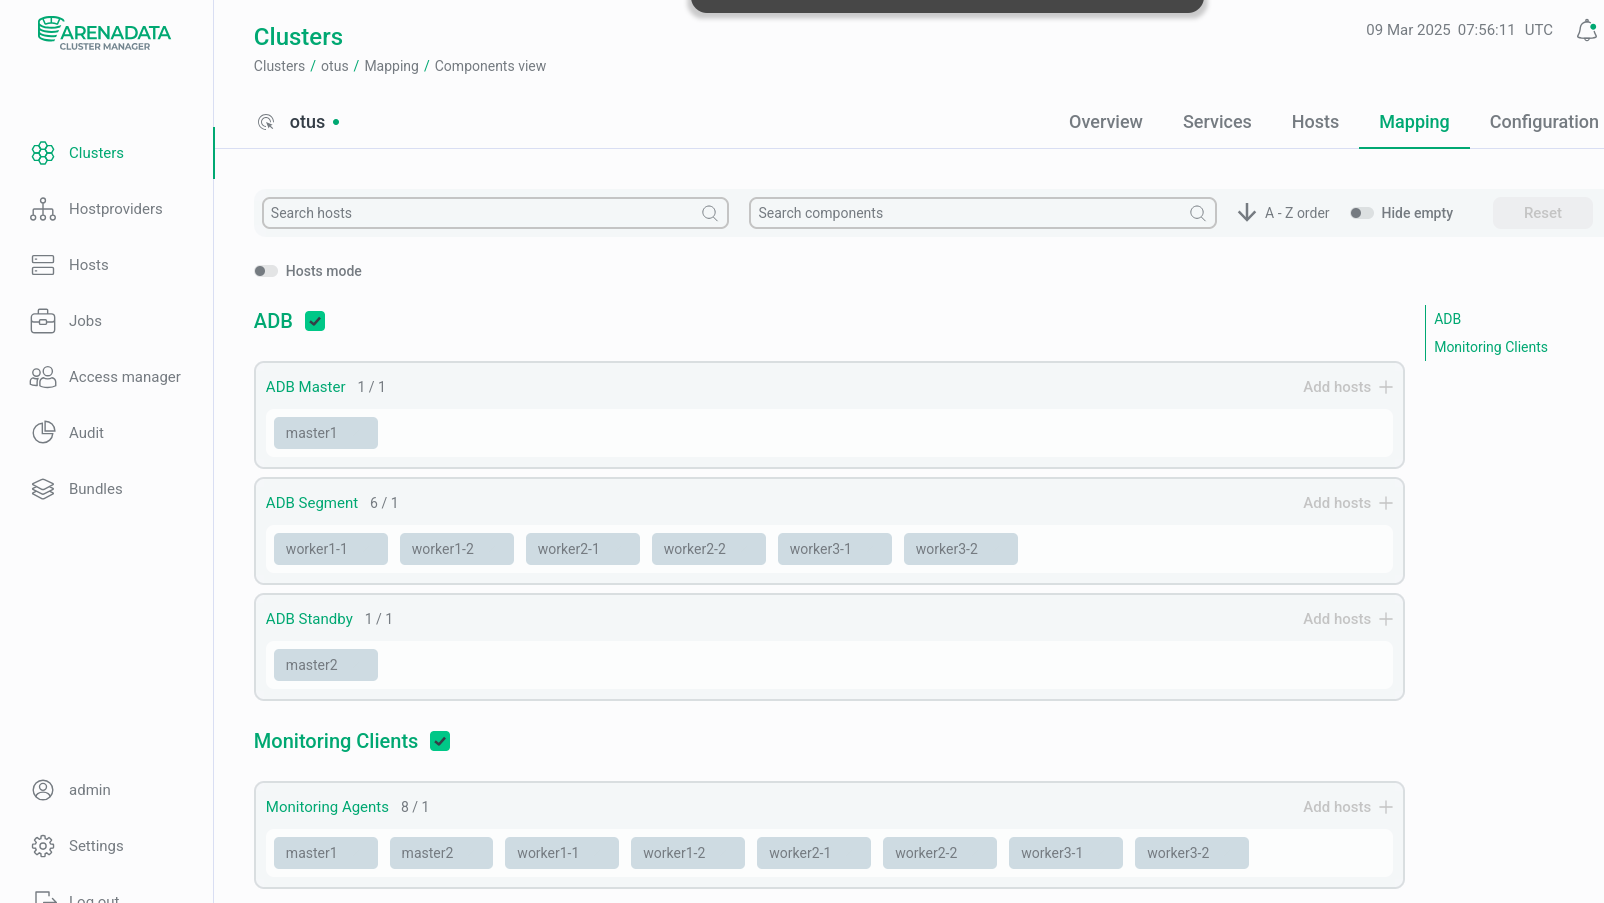 ARENADATA
CLUSTER MANAGER
Clusters
Clusters / otus / Mapping / Components view
09 Mar 2025 07:56:11 UTC
otus
Overview Services Hosts Mapping Configuration
Clusters
Hostproviders
Hosts
Jobs
Access manager
Audit
Bundles
admin
Settings
Log out
Search hosts Search components A - Z order Hide empty Reset
Hosts mode
ADB
ADB Master 1 / 1 Add hosts
master1
ADB Segment 6 / 1 Add hosts
worker1-1 worker1-2 worker2-1 worker2-2 worker3-1 worker3-2
ADB Standby 1 / 1 Add hosts
master2
Monitoring Clients
Monitoring Agents 8 / 1 Add hosts
master1 master2 worker1-1 worker1-2 worker2-1 worker2-2 worker3-1 worker3-2
ADB
Monitoring Clients